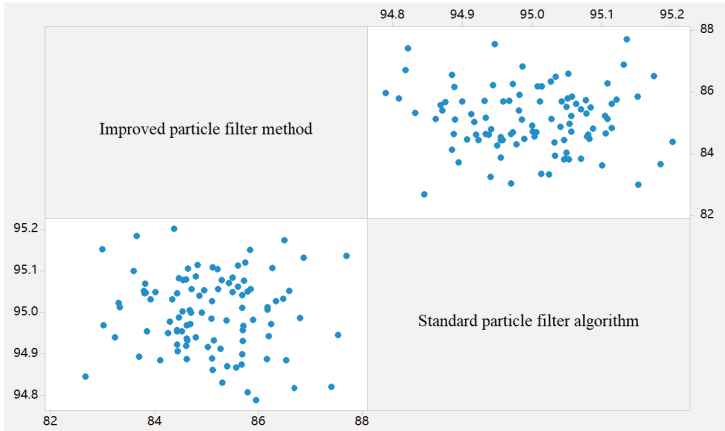 94.8 94.9 95.0 95.1 95.2
88
86
84
82
Improved particle filter method
95.2
95.1
95.0
94.9
94.8
Standard particle filter algorithm
82 84 86 88